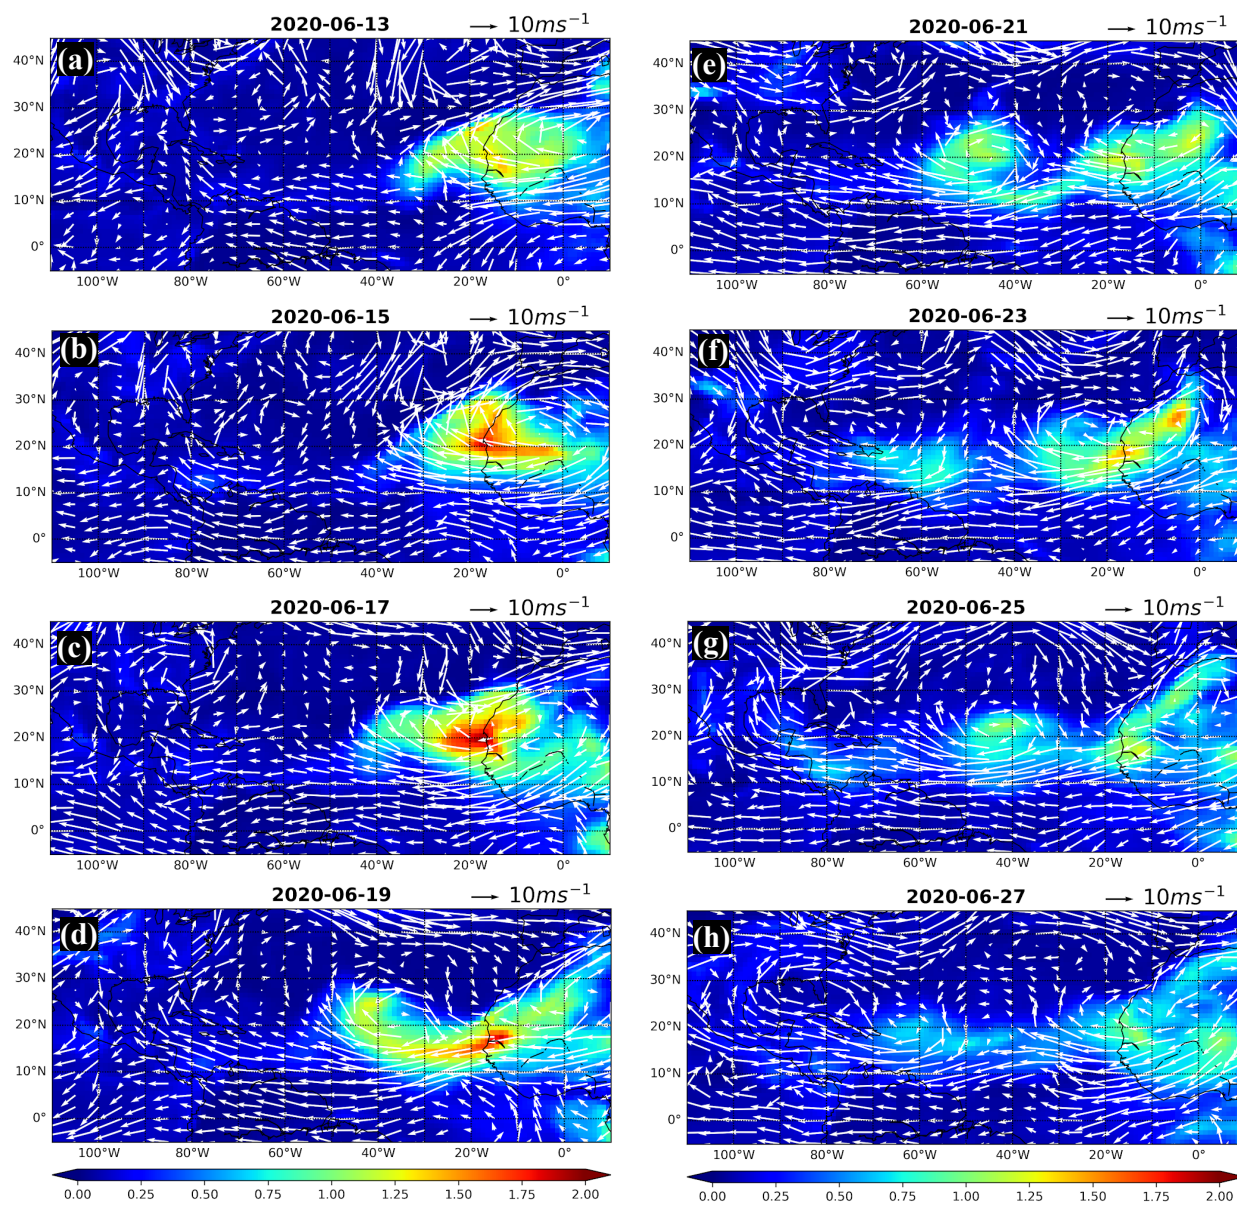 2020-06-13 10ms⁻¹
(a)
40°N
30°N
20°N
10°N
0°
100°W 80°W 60°W 40°W 20°W 0°
2020-06-15 10ms⁻¹
(b)
40°N
30°N
20°N
10°N
0°
100°W 80°W 60°W 40°W 20°W 0°
2020-06-17 10ms⁻¹
(c)
40°N
30°N
20°N
10°N
0°
100°W 80°W 60°W 40°W 20°W 0°
2020-06-19 10ms⁻¹
(d)
40°N
30°N
20°N
10°N
0°
100°W 80°W 60°W 40°W 20°W 0°
0.00 0.25 0.50 0.75 1.00 1.25 1.50 1.75 2.00
2020-06-21 10ms⁻¹
(e)
40°N
30°N
20°N
10°N
0°
100°W 80°W 60°W 40°W 20°W 0°
2020-06-23 10ms⁻¹
(f)
40°N
30°N
20°N
10°N
0°
100°W 80°W 60°W 40°W 20°W 0°
2020-06-25 10ms⁻¹
(g)
40°N
30°N
20°N
10°N
0°
100°W 80°W 60°W 40°W 20°W 0°
2020-06-27 10ms⁻¹
(h)
40°N
30°N
20°N
10°N
0°
100°W 80°W 60°W 40°W 20°W 0°
0.00 0.25 0.50 0.75 1.00 1.25 1.50 1.75 2.00